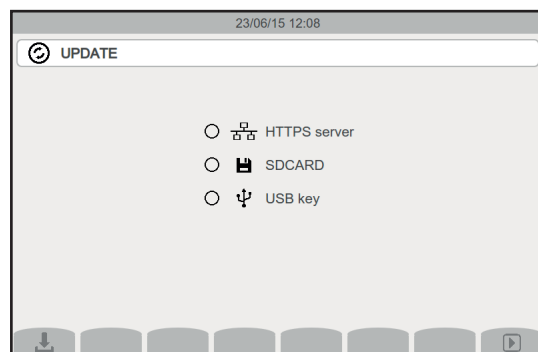 23/06/15 12:08
UPDATE
HTTPS server
SDCARD
USB key